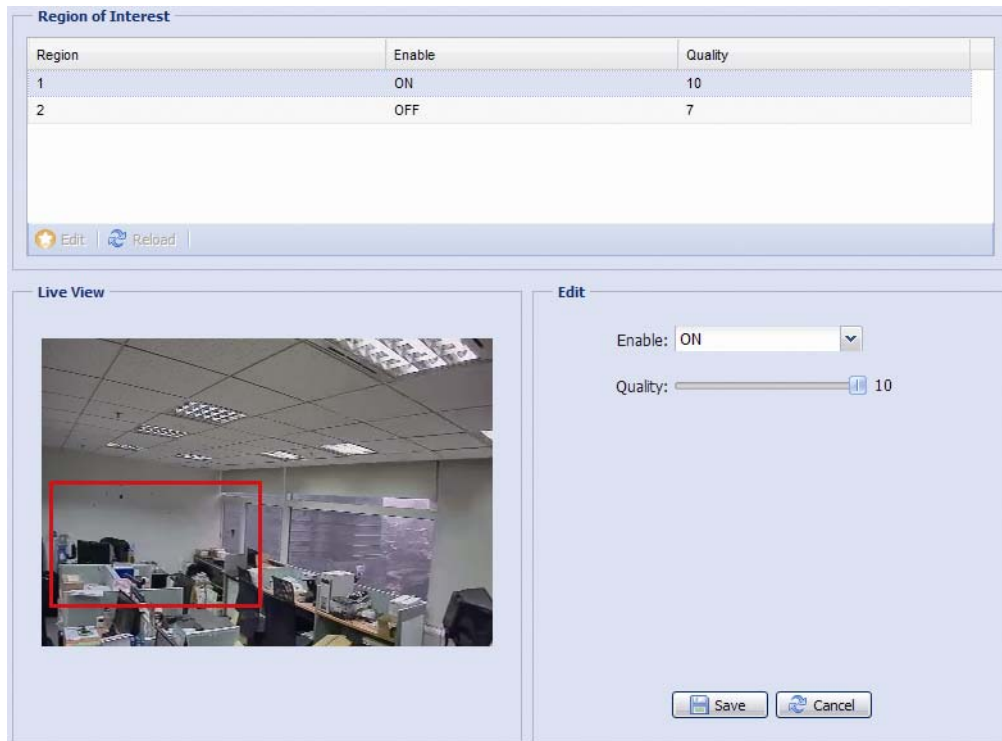 Region of Interest
Region Enable Quality
1 ON 10
2 OFF 7
Edit Reload
Live View
Edit
Enable: ON
Quality: 10
Save Cancel